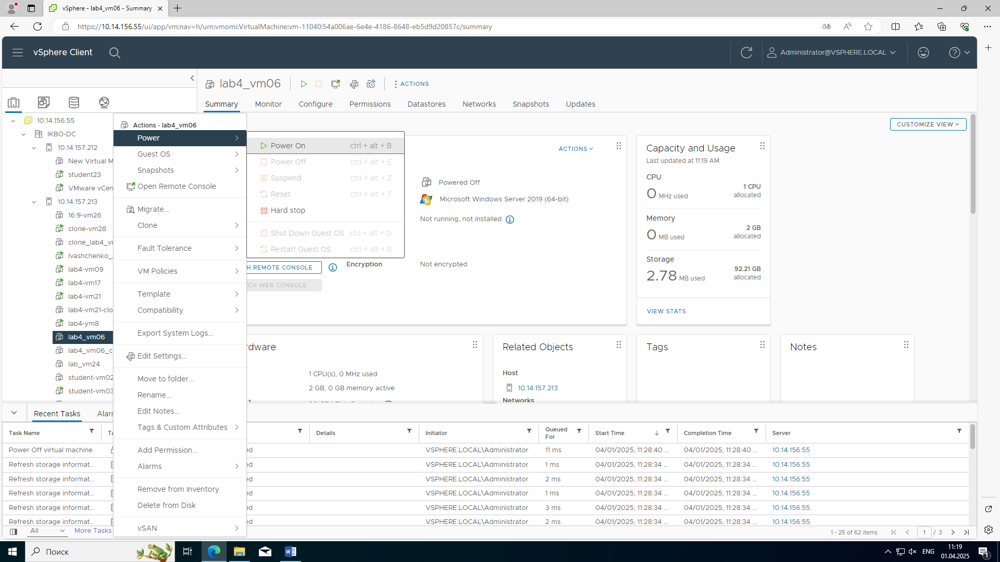 vSphere - lab4_vm06 - Summary
https://10.14.156.55/ui/app/vm;nav=h/urn:vmomi:VirtualMachine:vm-11040:54a006ae-6e4e-4186-8648-eb5d9d20857c/summary
vSphere Client
Administrator@VSPHERE.LOCAL
lab4_vm06
ACTIONS
Summary Monitor Configure Permissions Datastores Networks Snapshots Updates
10.14.156.55
IKBO-DC
10.14.157.212
New Virtual M
student23
VMware vCen
10.14.157.213
16:9-vm26
clone-vm28
clone_lab4_vr
Ivashchenko_
lab4-vm09
lab4-vm17
lab4-vm21
lab4-vm21-clo
lab4-ym8
lab4_vm06
lab4_vm06_c
lab_vm24
student-vm02
student-vm03
Actions - lab4_vm06
Power
Guest OS
Snapshots
Open Remote Console
Migrate...
Clone
Fault Tolerance
VM Policies
Template
Compatibility
Export System Logs...
Edit Settings...
Move to folder...
Rename...
Edit Notes...
Tags & Custom Attributes
Add Permission...
Alarms
Remove from Inventory
Delete from Disk
vSAN
Power On ctrl + alt + B
Power Off ctrl + alt + E
Suspend ctrl + alt + Z
Reset ctrl + alt + T
Hard stop
Shut Down Guest OS ctrl + alt + D
Restart Guest OS ctrl + alt + R
CUSTOMIZE VIEW
ACTIONS
Powered Off
Microsoft Windows Server 2019 (64-bit)
Not running, not installed
H REMOTE CONSOLE
CH WEB CONSOLE
Encryption Not encrypted
Capacity and Usage
Last updated at 11:19 AM
CPU
0 MHz used
1 CPU allocated
Memory
0 MB used
2 GB allocated
Storage
2.78 MB used
92.21 GB allocated
VIEW STATS
rdware
1 CPU(s), 0 MHz used
2 GB, 0 GB memory active
Related Objects
Host
10.14.157.213
Networks
Tags
Notes
Recent Tasks Alarr
Task Name Ta Details Initiator Queued For Start Time Completion Time Server
Power Off virtual machine ed VSPHERE.LOCAL\Administrator 11 ms 04/01/2025, 11:28:40 ... 04/01/2025, 11:28:40 ... 10.14.156.55
Refresh storage informat... ed VSPHERE.LOCAL\Administrator 1 ms 04/01/2025, 11:28:34 ... 04/01/2025, 11:28:34 ... 10.14.156.55
Refresh storage informat... ed VSPHERE.LOCAL\Administrator 2 ms 04/01/2025, 11:28:34 ... 04/01/2025, 11:28:34 ... 10.14.156.55
Refresh storage informat... ed VSPHERE.LOCAL\Administrator 1 ms 04/01/2025, 11:28:34 ... 04/01/2025, 11:28:34 ... 10.14.156.55
Refresh storage informat... ed VSPHERE.LOCAL\Administrator 3 ms 04/01/2025, 11:28:34 ... 04/01/2025, 11:28:34 ... 10.14.156.55
Refresh storage informat... ed VSPHERE.LOCAL\Administrator 2 ms 04/01/2025, 11:28:34 ... 04/01/2025, 11:28:34 ... 10.14.156.55
All More Tasks
1 - 25 of 62 items 1 / 3
Поиск
ENG
11:19
01.04.2025
1